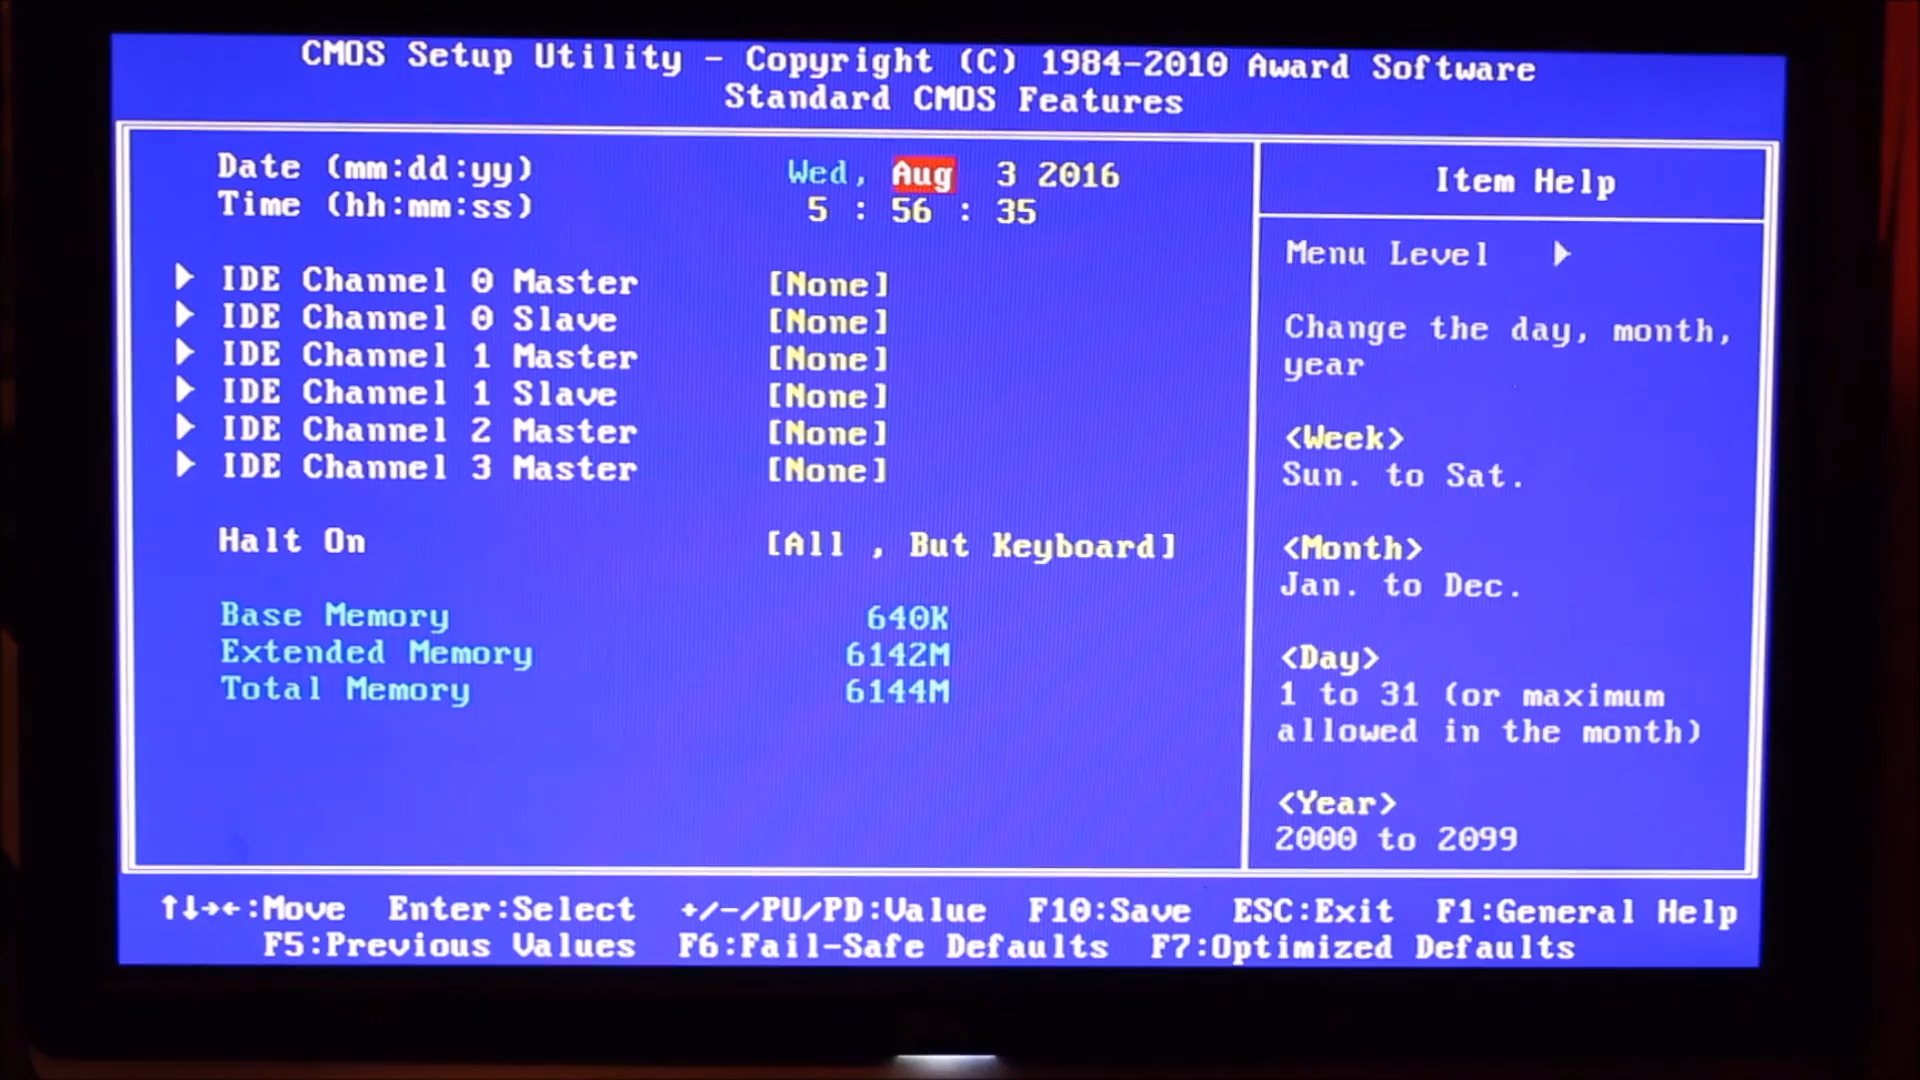 CMOS Setup Utility - Copyright (C) 1984-2010 Award Software
Standard CMOS Features
Date (mm:dd:yy) Wed, Aug 3 2016
Time (hh:mm:ss) 5 : 56 : 35
▶ IDE Channel 0 Master [None]
▶ IDE Channel 0 Slave [None]
▶ IDE Channel 1 Master [None]
▶ IDE Channel 1 Slave [None]
▶ IDE Channel 2 Master [None]
▶ IDE Channel 3 Master [None]
Halt On [All , But Keyboard]
Base Memory 640K
Extended Memory 6142M
Total Memory 6144M
Item Help
Menu Level ▶
Change the day, month,
year
<Week>
Sun. to Sat.
<Month>
Jan. to Dec.
<Day>
1 to 31 (or maximum
allowed in the month)
<Year>
2000 to 2099
↑↓→←:Move Enter:Select +/-/PU/PD:Value F10:Save ESC:Exit F1:General Help
F5:Previous Values F6:Fail-Safe Defaults F7:Optimized Defaults